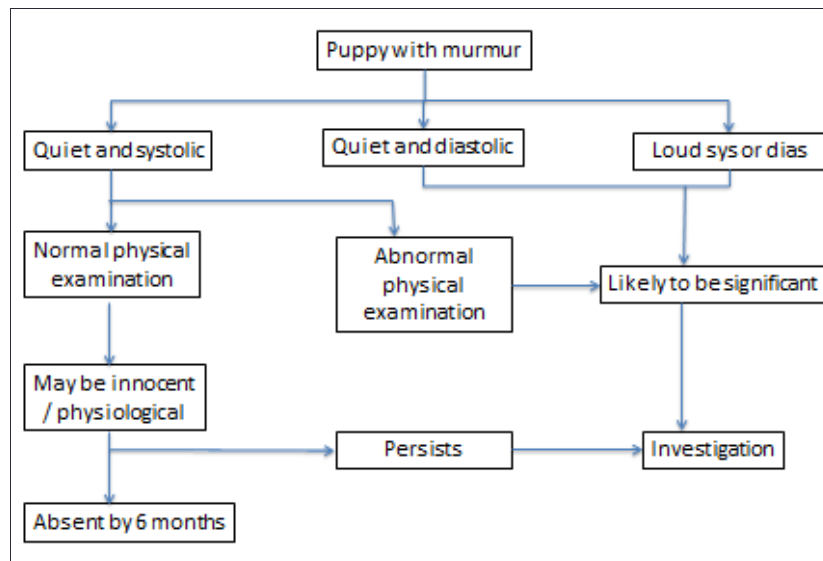 Puppy with murmur
Quiet and systolic
Quiet and diastolic
Loud sys or dias
Normal physical
examination
Abnormal
physical
examination
Likely to be significant
May be innocent
/ physiological
Persists
Investigation
Absent by 6 months